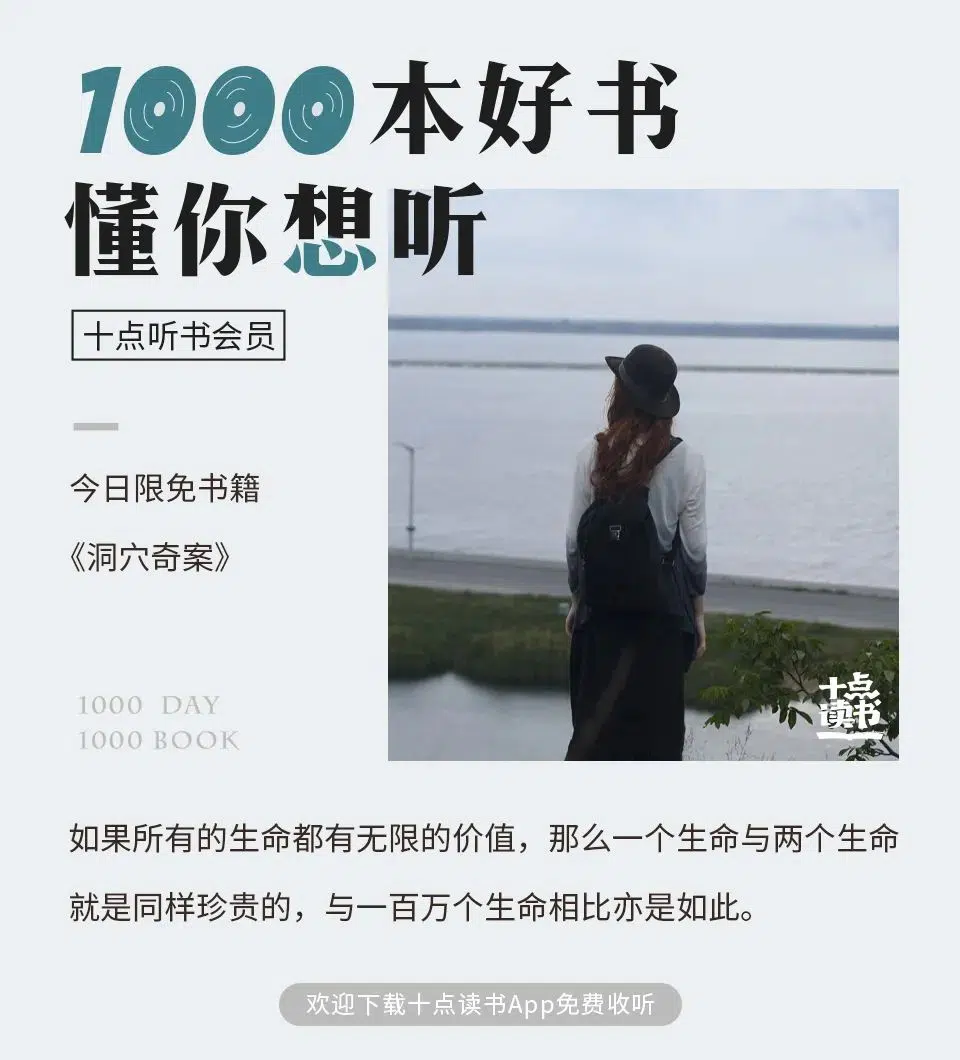 1000本好书
懂你想听
十点听书会员
今日限免书籍
《洞穴奇案》
1000 DAY
1000 BOOK
十点
读书
如果所有的生命都有无限的价值，那么一个生命与两个生命
就是同样珍贵的，与一百万个生命相比亦是如此。
欢迎下载十点读书App免费收听